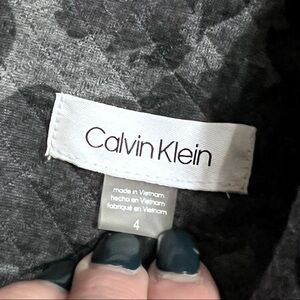 Calvin Klein
made in Vietnam
hecho en Vietnam
fabriqué en Vietnam
4